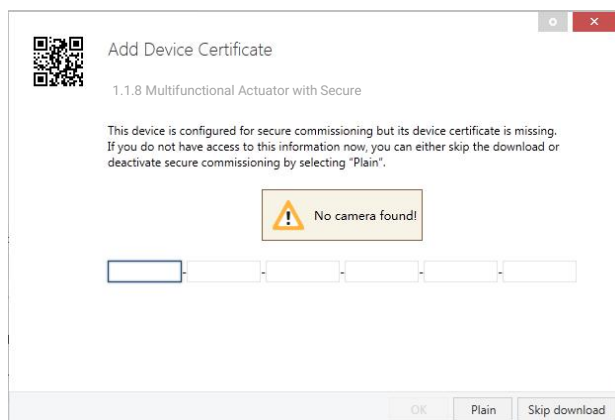 Add Device Certificate
1.1.8 Multifunctional Actuator with Secure
This device is configured for secure commissioning but its device certificate is missing.
If you do not have access to this information now, you can either skip the download or
deactivate secure commissioning by selecting "Plain".
No camera found!
- - - - -
OK Plain Skip download